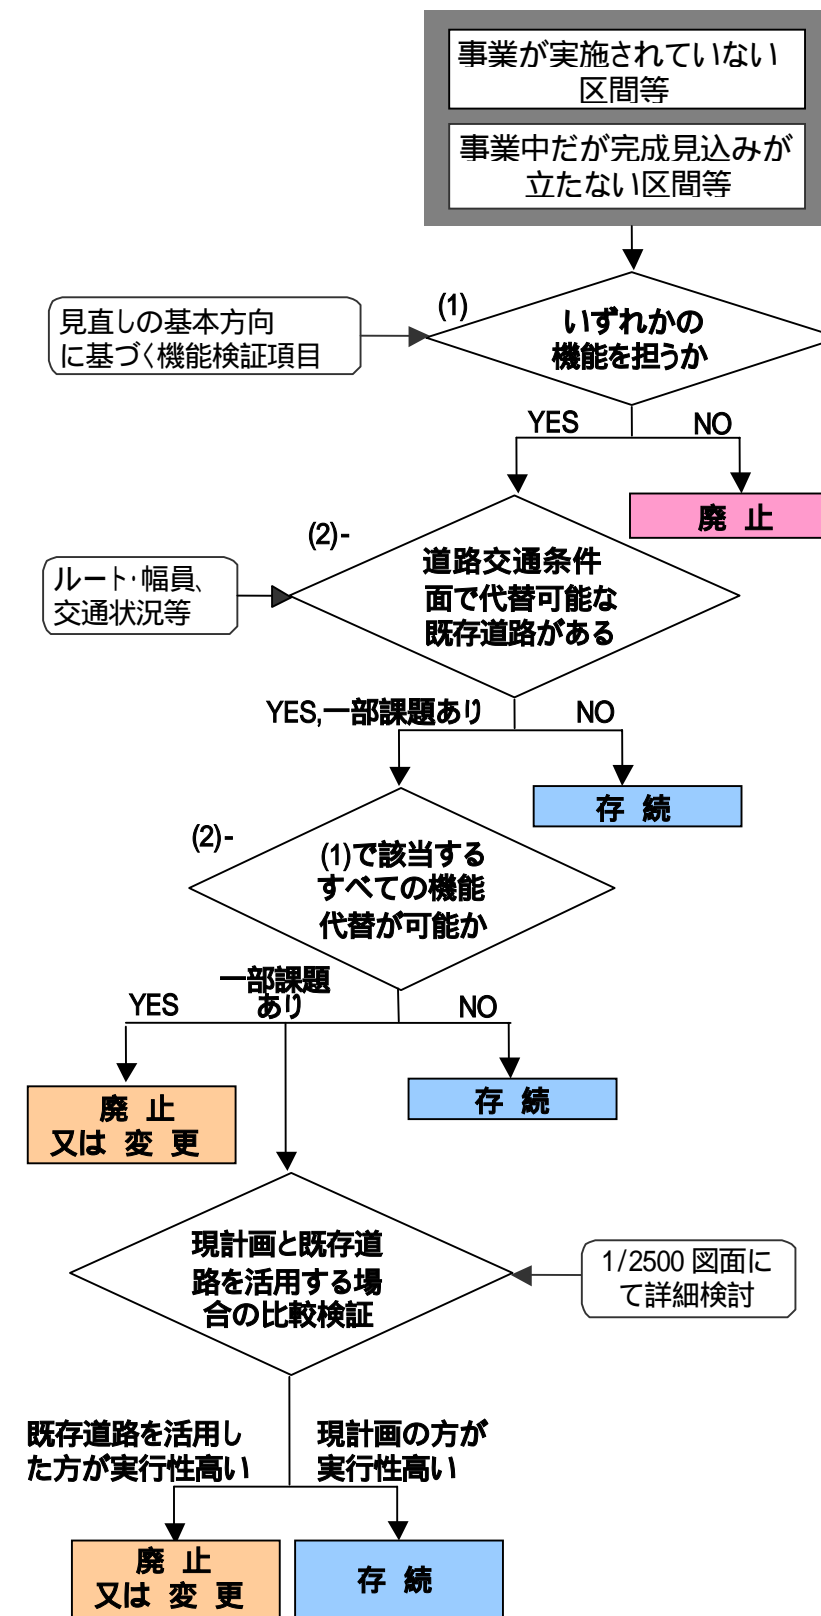 事業が実施されていない
区間等
事業中だが完成見込みが
立たない区間等
(1)
いずれかの
機能を担うか
見直しの基本方向
に基づく機能検証項目
YES
NO
廃 止
(2)-
道路交通条件
面で代替可能な
既存道路がある
ルート・幅員、
交通状況等
YES,一部課題あり
NO
存 続
(2)-
(1)で該当する
すべての機能
代替が可能か
YES
一部課題
あり
NO
廃 止
又は 変 更
存 続
現計画と既存道
路を活用する場
合の比較検証
1/2500 図面に
て詳細検討
既存道路を活用し
た方が実行性高い
現計画の方が
実行性高い
廃 止
又は 変 更
存 続